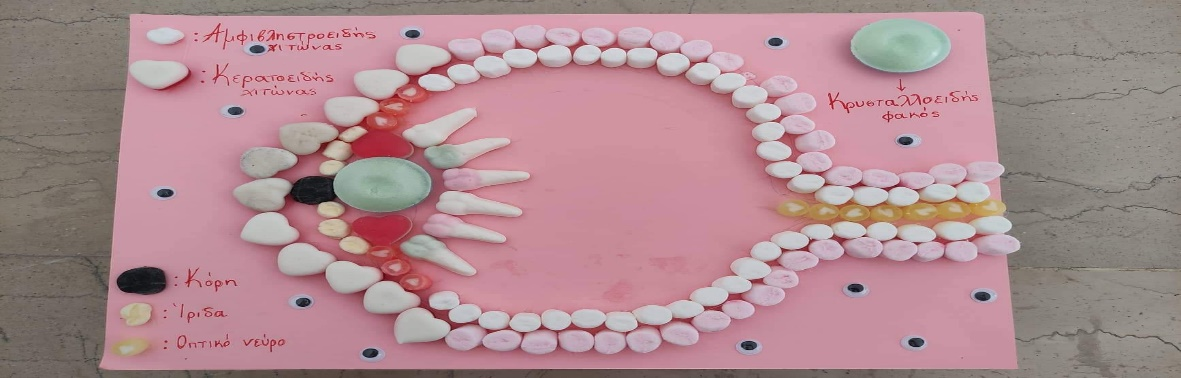 : Αμφιβληστροειδής
χιτώνας
: Κερατοειδής
χιτώνας
↓
Κρυσταλλοειδής
φακός
: Κόρη
: Ίριδα
: Οπτικό νεύρο